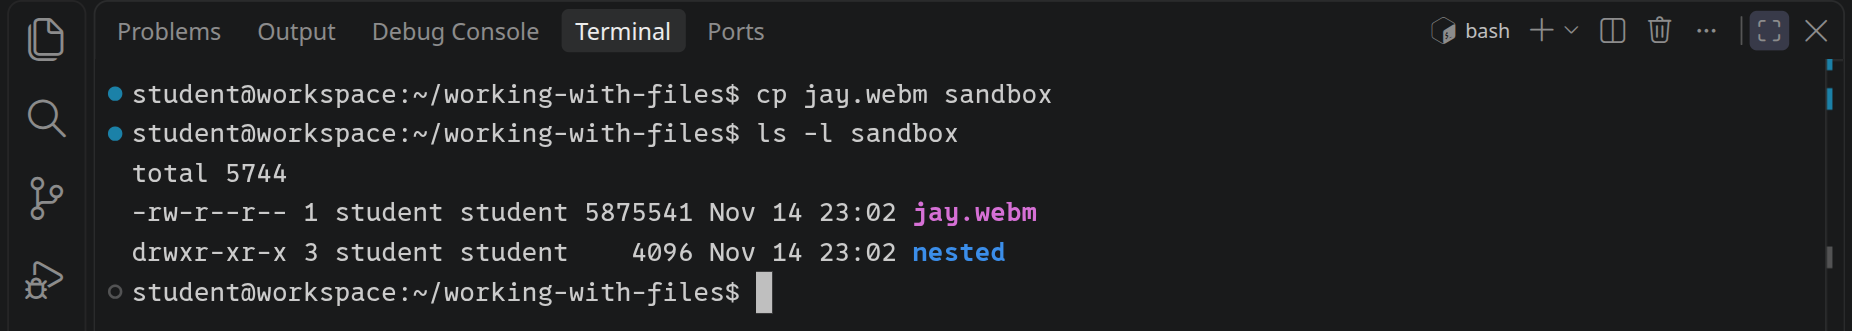 Problems Output Debug Console Terminal Ports bash
student@workspace:~/working-with-files$ cp jay.webm sandbox
student@workspace:~/working-with-files$ ls -l sandbox
total 5744
-rw-r--r-- 1 student student 5875541 Nov 14 23:02 jay.webm
drwxr-xr-x 3 student student    4096 Nov 14 23:02 nested
student@workspace:~/working-with-files$